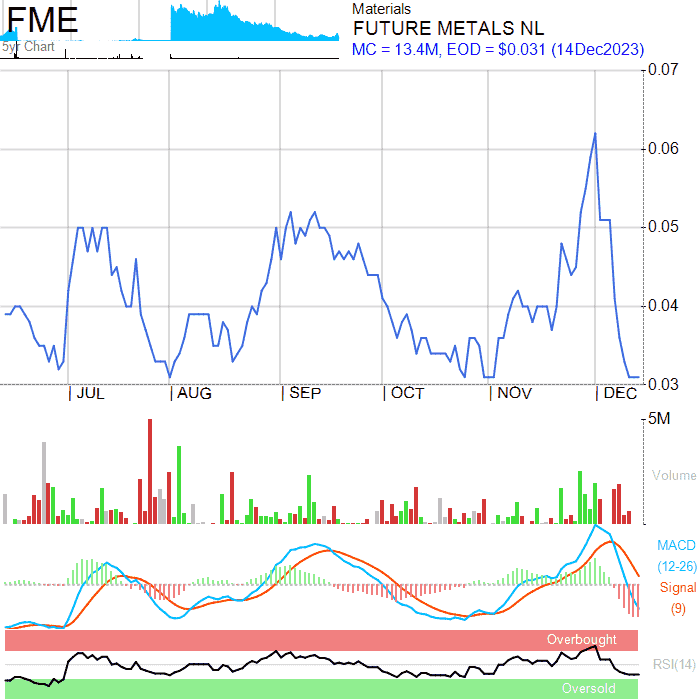 FME
5yr Chart
Materials
FUTURE METALS NL
MC = 13.4M, EOD = $0.031 (14Dec2023)
0.07
0.06
0.05
0.04
0.03
JUL AUG SEP OCT NOV DEC
5M
Volume
MACD
(12-26)
Signal
(9)
Overbought
RSI(14)
Oversold